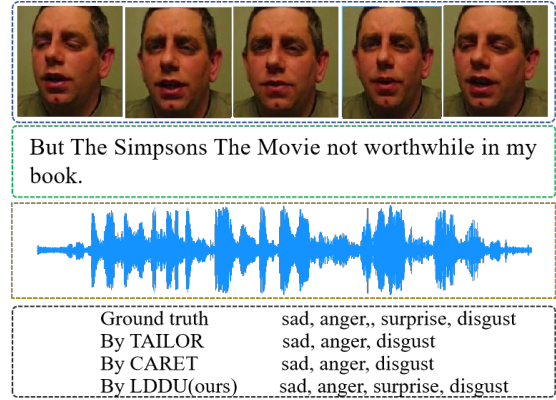 But The Simpsons The Movie not worthwhile in my
book.
Ground truth sad, anger,, surprise, disgust
By TAILOR sad, anger, disgust
By CARET sad, anger, disgust
By LDDU(ours) sad, anger, surprise, disgust